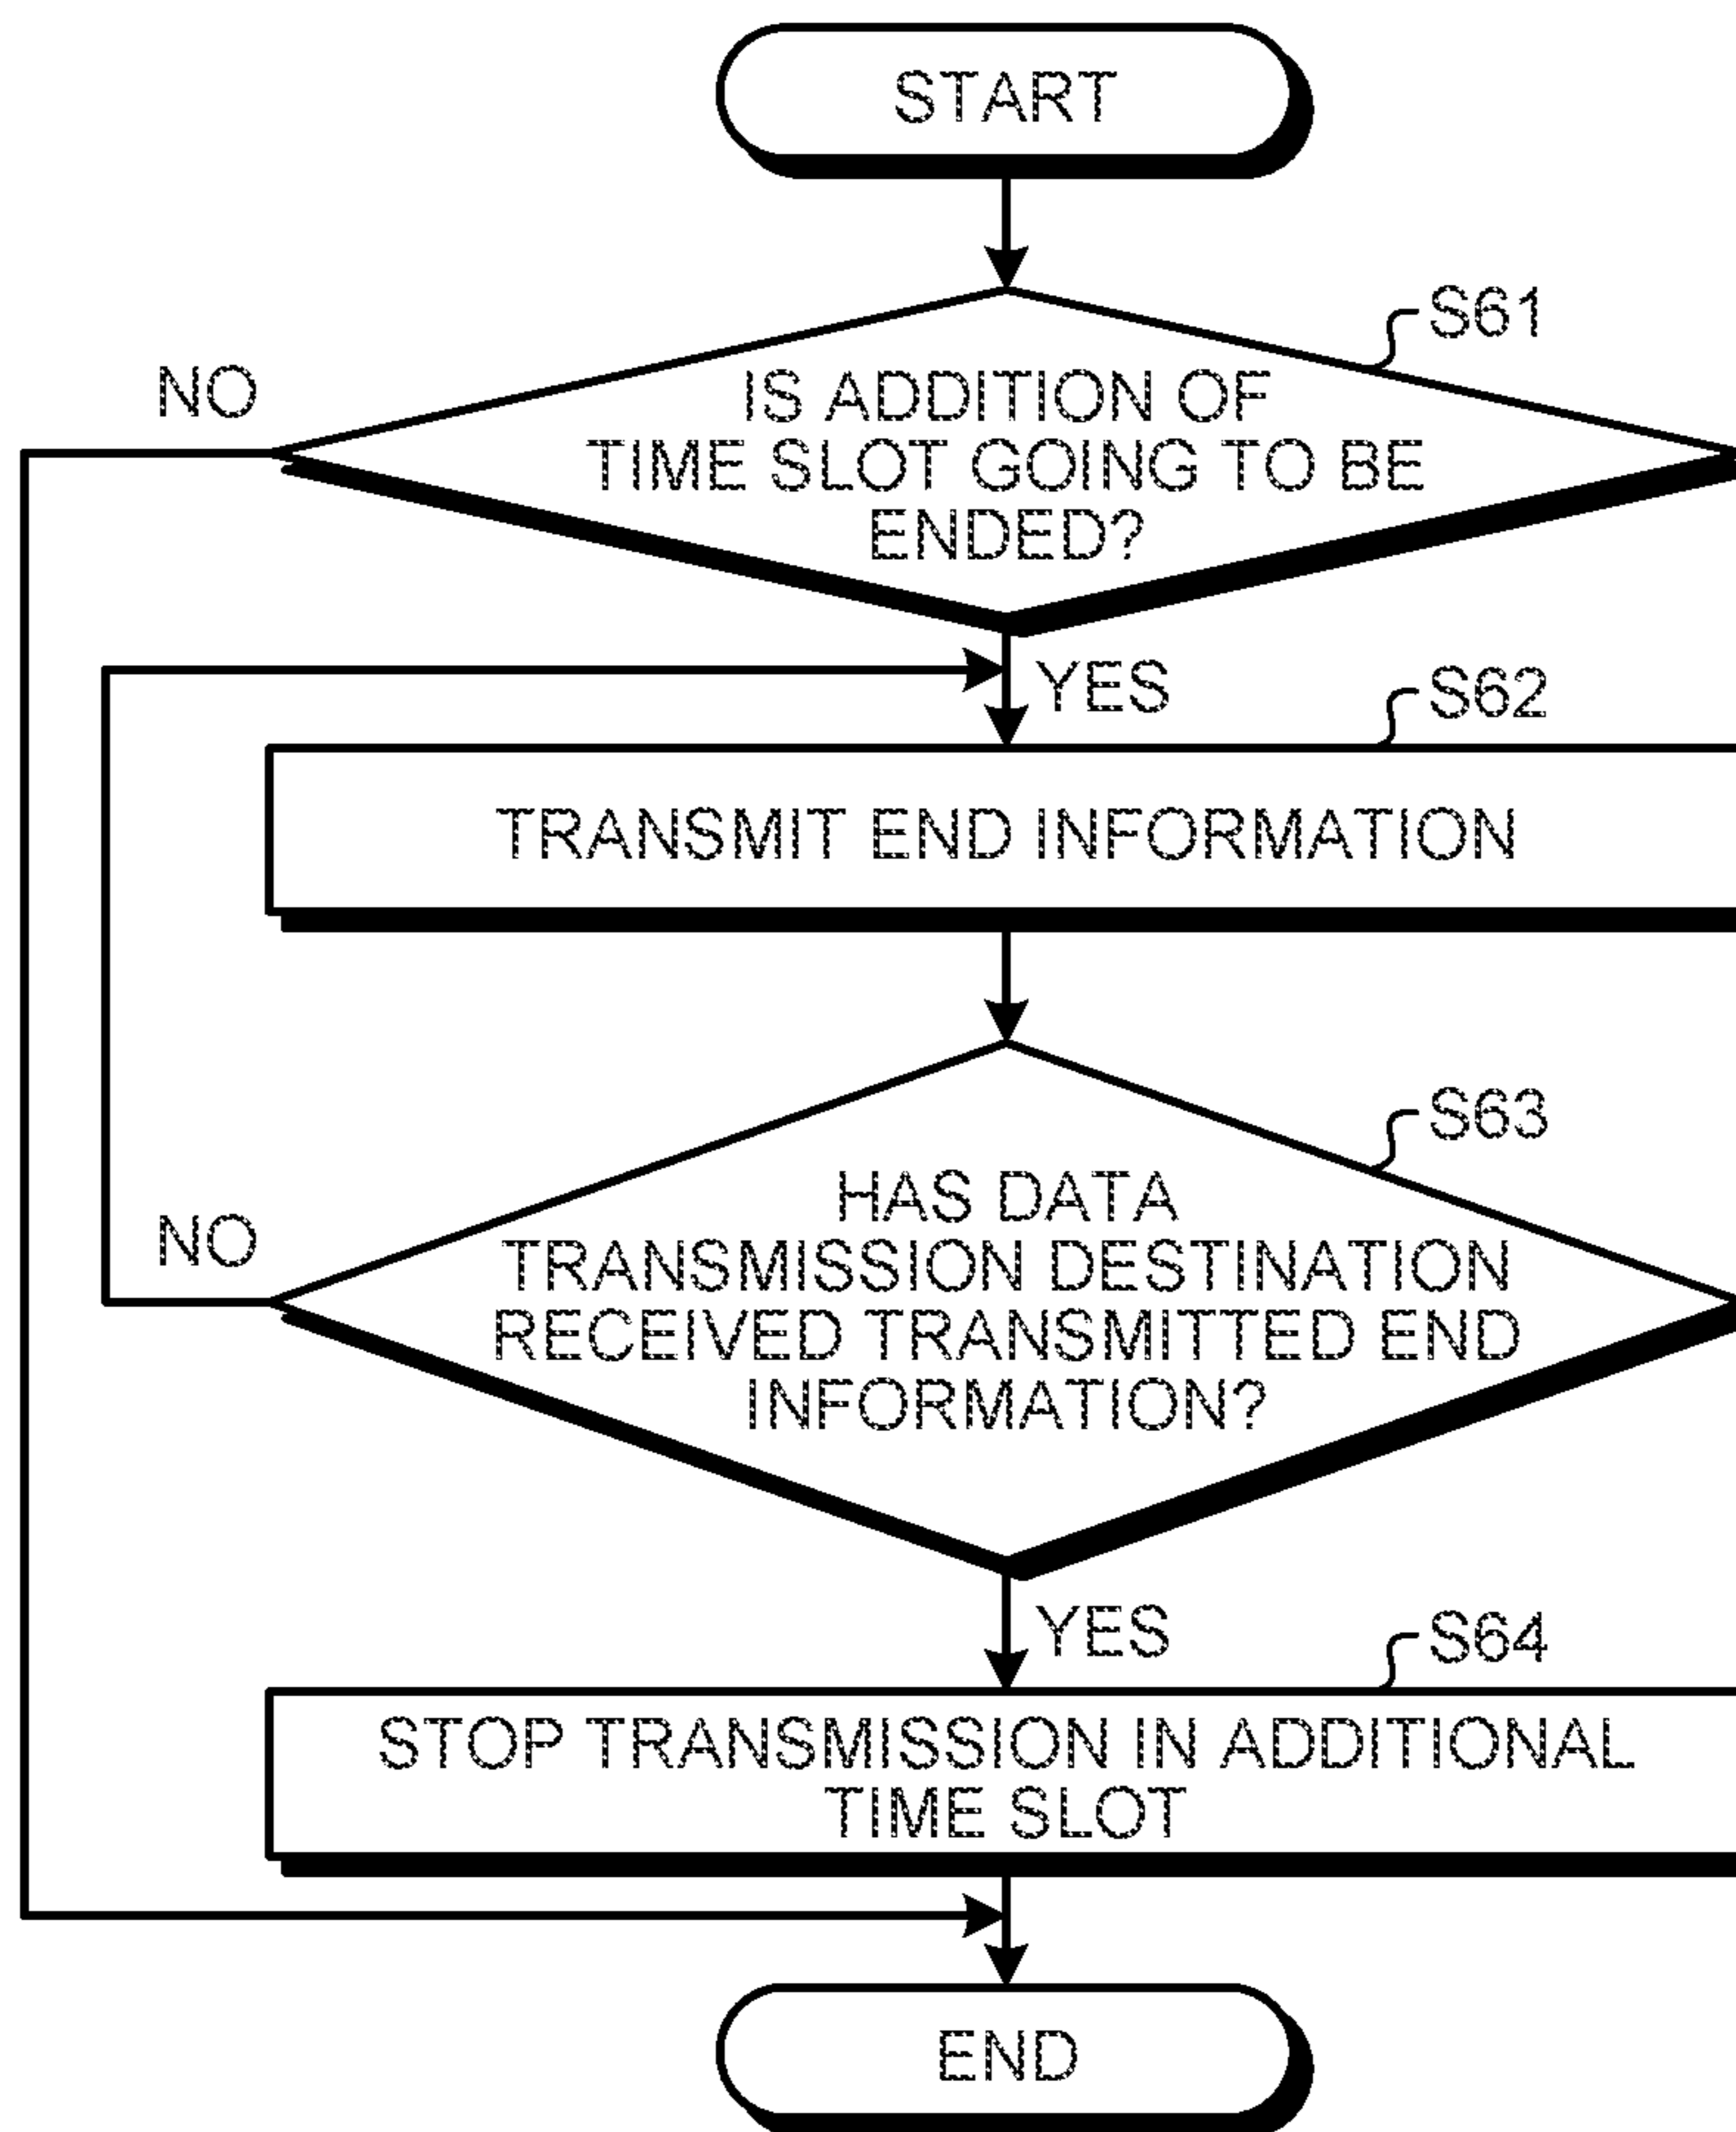 START
S61
NO
IS ADDITION OF
TIME SLOT GOING TO BE
ENDED?
YES
S62
TRANSMIT END INFORMATION
S63
HAS DATA
NO
TRANSMISSION DESTINATION
RECEIVED TRANSMITTED END
INFORMATION?
YES
S64
STOP TRANSMISSION IN ADDITIONAL
TIME SLOT
END